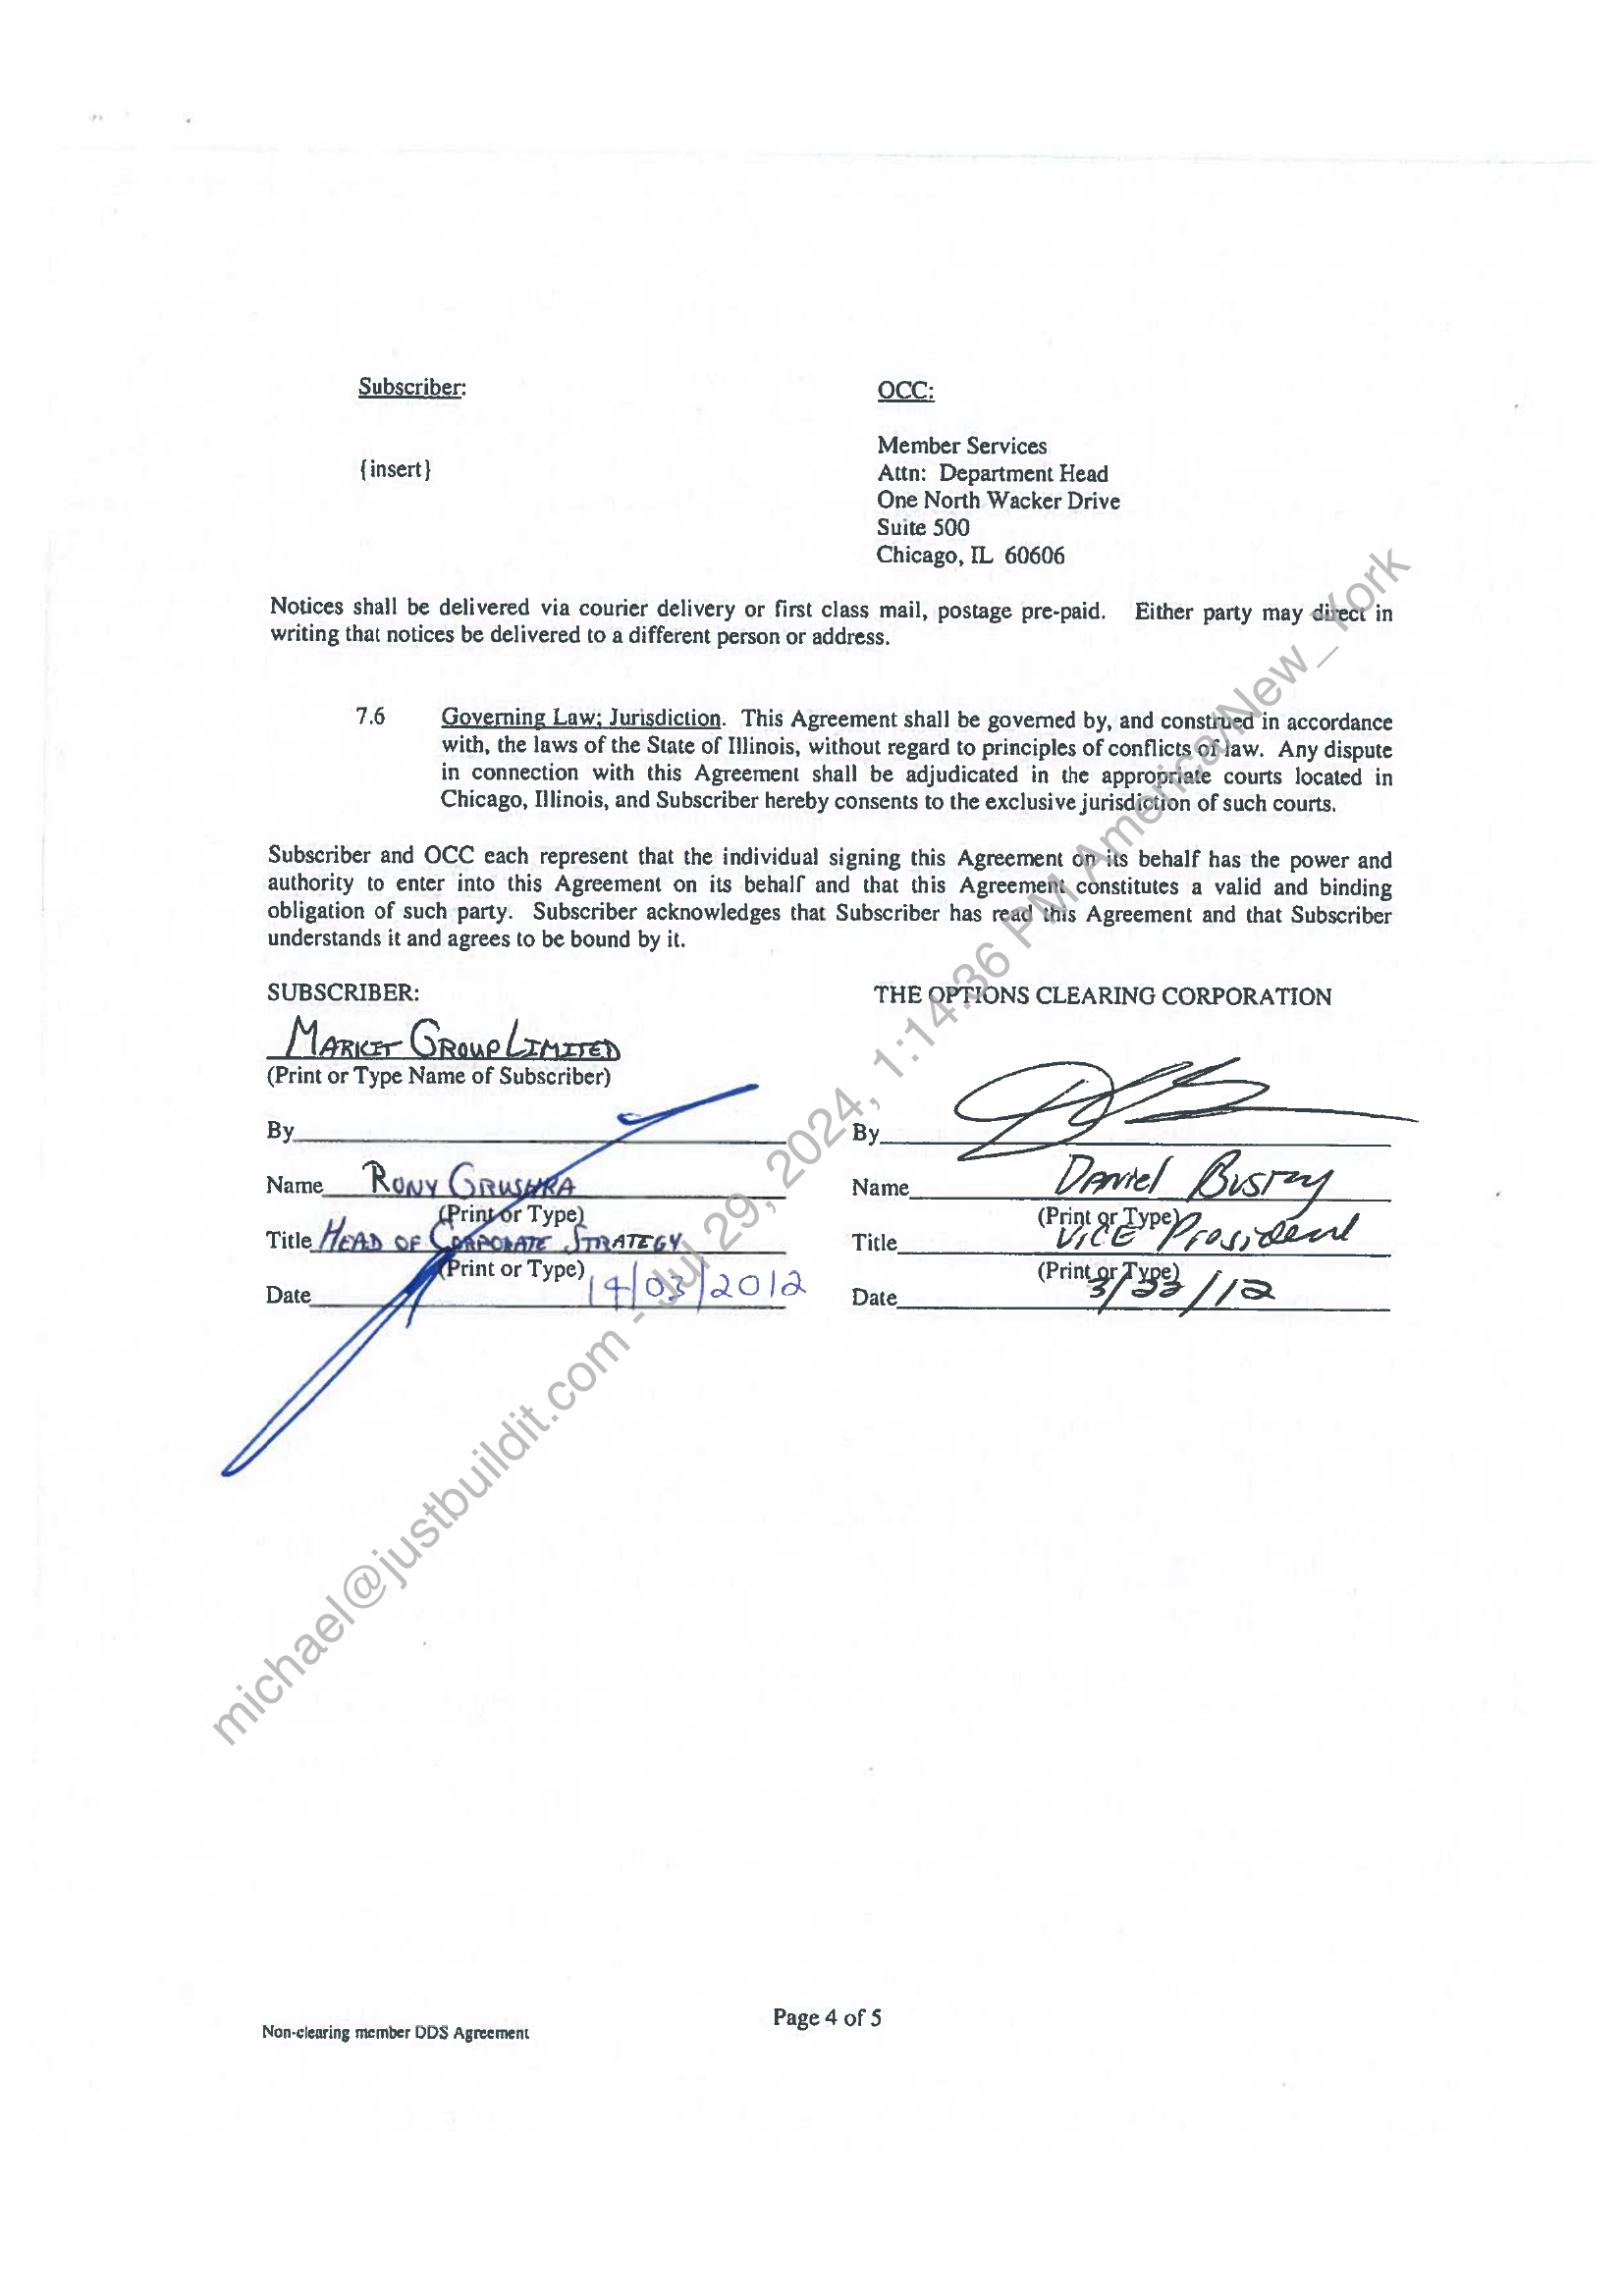 Subscriber:
OCC:
{insert}
Member Services
Attn: Department Head
One North Wacker Drive
Suite 500
Chicago, IL 60606
Notices shall be delivered via courier delivery or first class mail, postage pre-paid. Either party may direct in
writing that notices be delivered to a different person or address.
7.6 Governing Law; Jurisdiction. This Agreement shall be governed by, and construed in accordance
with, the laws of the State of Illinois, without regard to principles of conflicts of law. Any dispute
in connection with this Agreement shall be adjudicated in the appropriate courts located in
Chicago, Illinois, and Subscriber hereby consents to the exclusive jurisdiction of such courts.
Subscriber and OCC each represent that the individual signing this Agreement on its behalf has the power and
authority to enter into this Agreement on its behalf and that this Agreement constitutes a valid and binding
obligation of such party. Subscriber acknowledges that Subscriber has read this Agreement and that Subscriber
understands it and agrees to be bound by it.
SUBSCRIBER:
MARKET GROUP LIMITED
(Print or Type Name of Subscriber)
By
Name RONY GRUSHKA
(Print or Type)
Title HEAD OF CORPORATE STRATEGY
(Print or Type)
Date 14/03/2012
THE OPTIONS CLEARING CORPORATION
By
Name Daniel
(Print or Type)
Title Vice President
(Print or Type)
Date 3/22/12
michael@justbuildit.com - Jul 29, 2024, 1:14:36 PM America/New_York
Page 4 of 5
Non-clearing member DDS Agreement